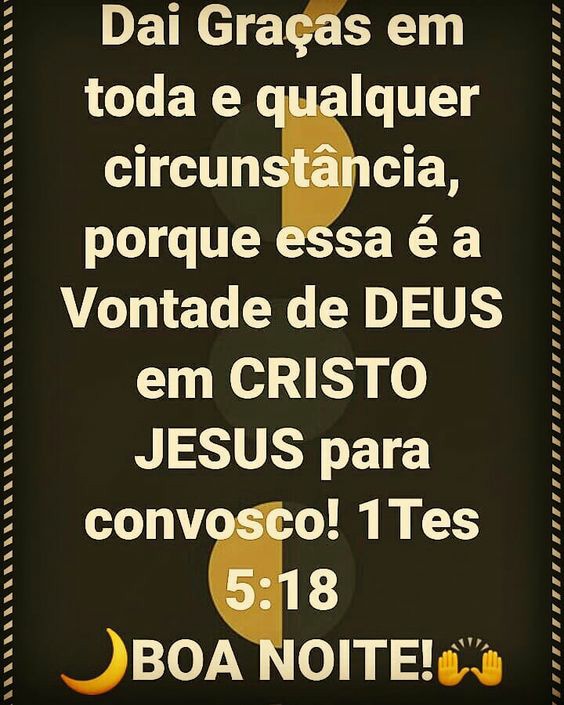 Dai Graças em
toda e qualquer
circunstância,
porque essa é a
Vontade de DEUS
em CRISTO
JESUS para
convosco! 1Tes
5:18
🌙BOA NOITE!🙌